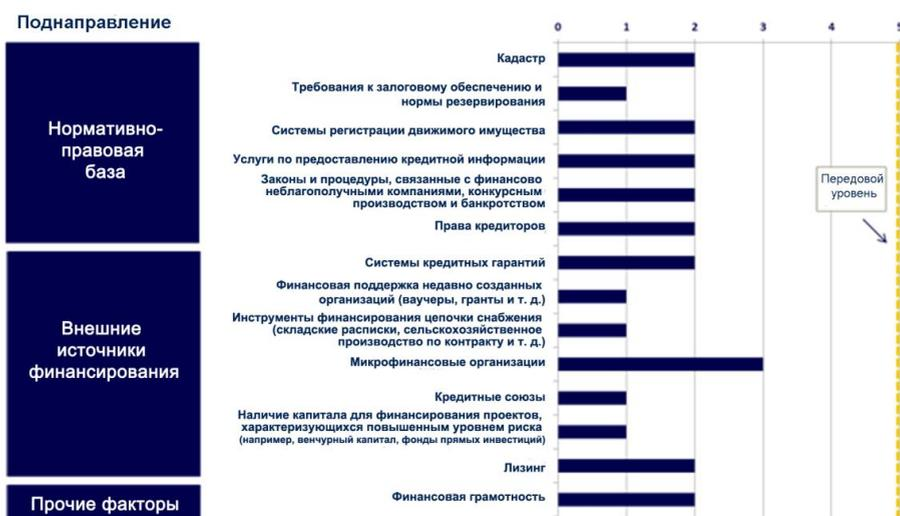 Поднаправление
0 1 2 3 4 5
Нормативно-
правовая
база
Кадастр
Требования к залоговому обеспечению и
нормы резервирования
Системы регистрации движимого имущества
Услуги по предоставлению кредитной информации
Законы и процедуры, связанные с финансово
неблагополучными компаниями, конкурсным
производством и банкротством
Права кредиторов
Передовой
уровень
Внешние
источники
финансирования
Системы кредитных гарантий
Финансовая поддержка недавно созданных
организаций (ваучеры, гранты и т. д.)
Инструменты финансирования цепочки снабжения
(складские расписки, сельскохозяйственное
производство по контракту и т. д.)
Микрофинансовые организации
Кредитные союзы
Наличие капитала для финансирования проектов,
характеризующихся повышенным уровнем риска
(например, венчурный капитал, фонды прямых инвестиций)
Лизинг
Прочие факторы
Финансовая грамотность